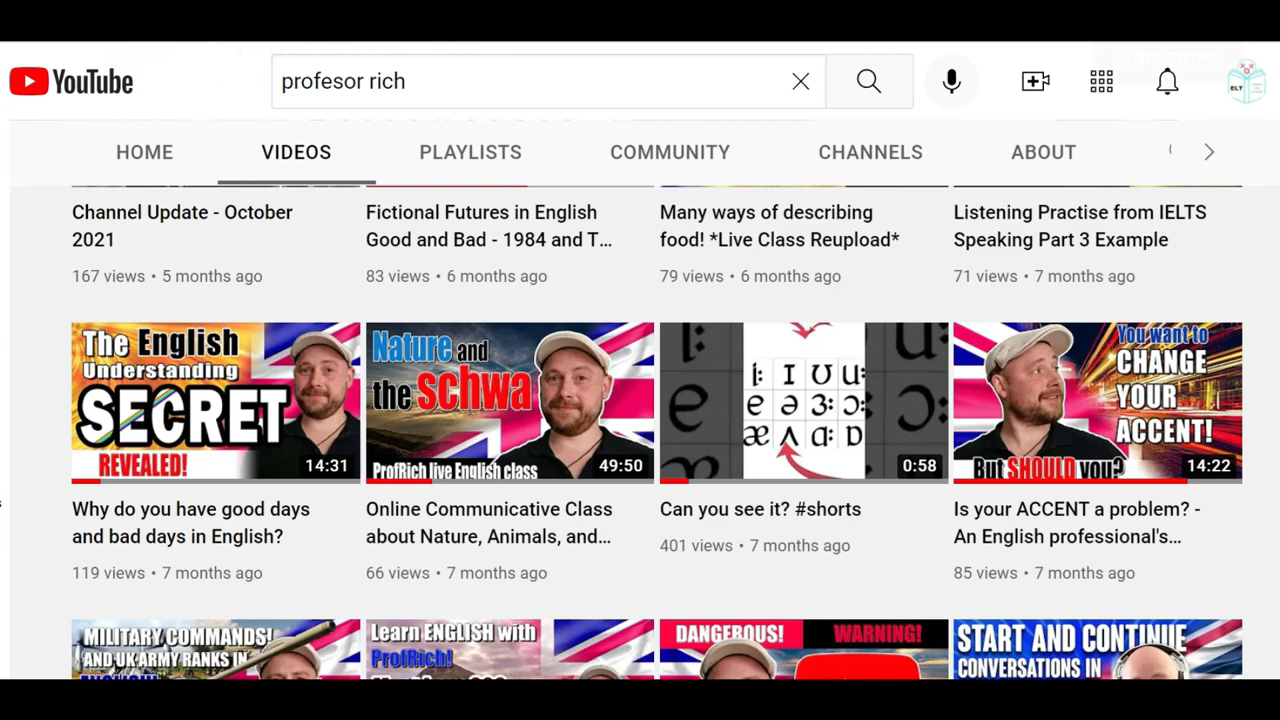 YouTube
profesor rich
ELT
HOME VIDEOS PLAYLISTS COMMUNITY CHANNELS ABOUT
Channel Update - October
2021
167 views • 5 months ago
Fictional Futures in English
Good and Bad - 1984 and T...
83 views • 6 months ago
Many ways of describing
food! *Live Class Reupload*
79 views • 6 months ago
Listening Practise from IELTS
Speaking Part 3 Example
71 views • 7 months ago
The English
Understanding
SECRET
REVEALED!
14:31
Why do you have good days
and bad days in English?
119 views • 7 months ago
Nature and
the schwa
ProfRich live English class
49:50
Online Communicative Class
about Nature, Animals, and...
66 views • 7 months ago
iː ɪ ʊ uː
e ə ɜː ɔː
æ ʌ ɑː ɒ
0:58
Can you see it? #shorts
401 views • 7 months ago
You want to
CHANGE
YOUR
ACCENT!
But SHOULD you?
14:22
Is your ACCENT a problem? -
An English professional's...
85 views • 7 months ago
MILITARY COMMANDS!
AND UK ARMY RANKS IN
ENGLISH!
Learn ENGLISH with
ProfRich!
DANGEROUS! WARNING!
START AND CONTINUE
CONVERSATIONS IN